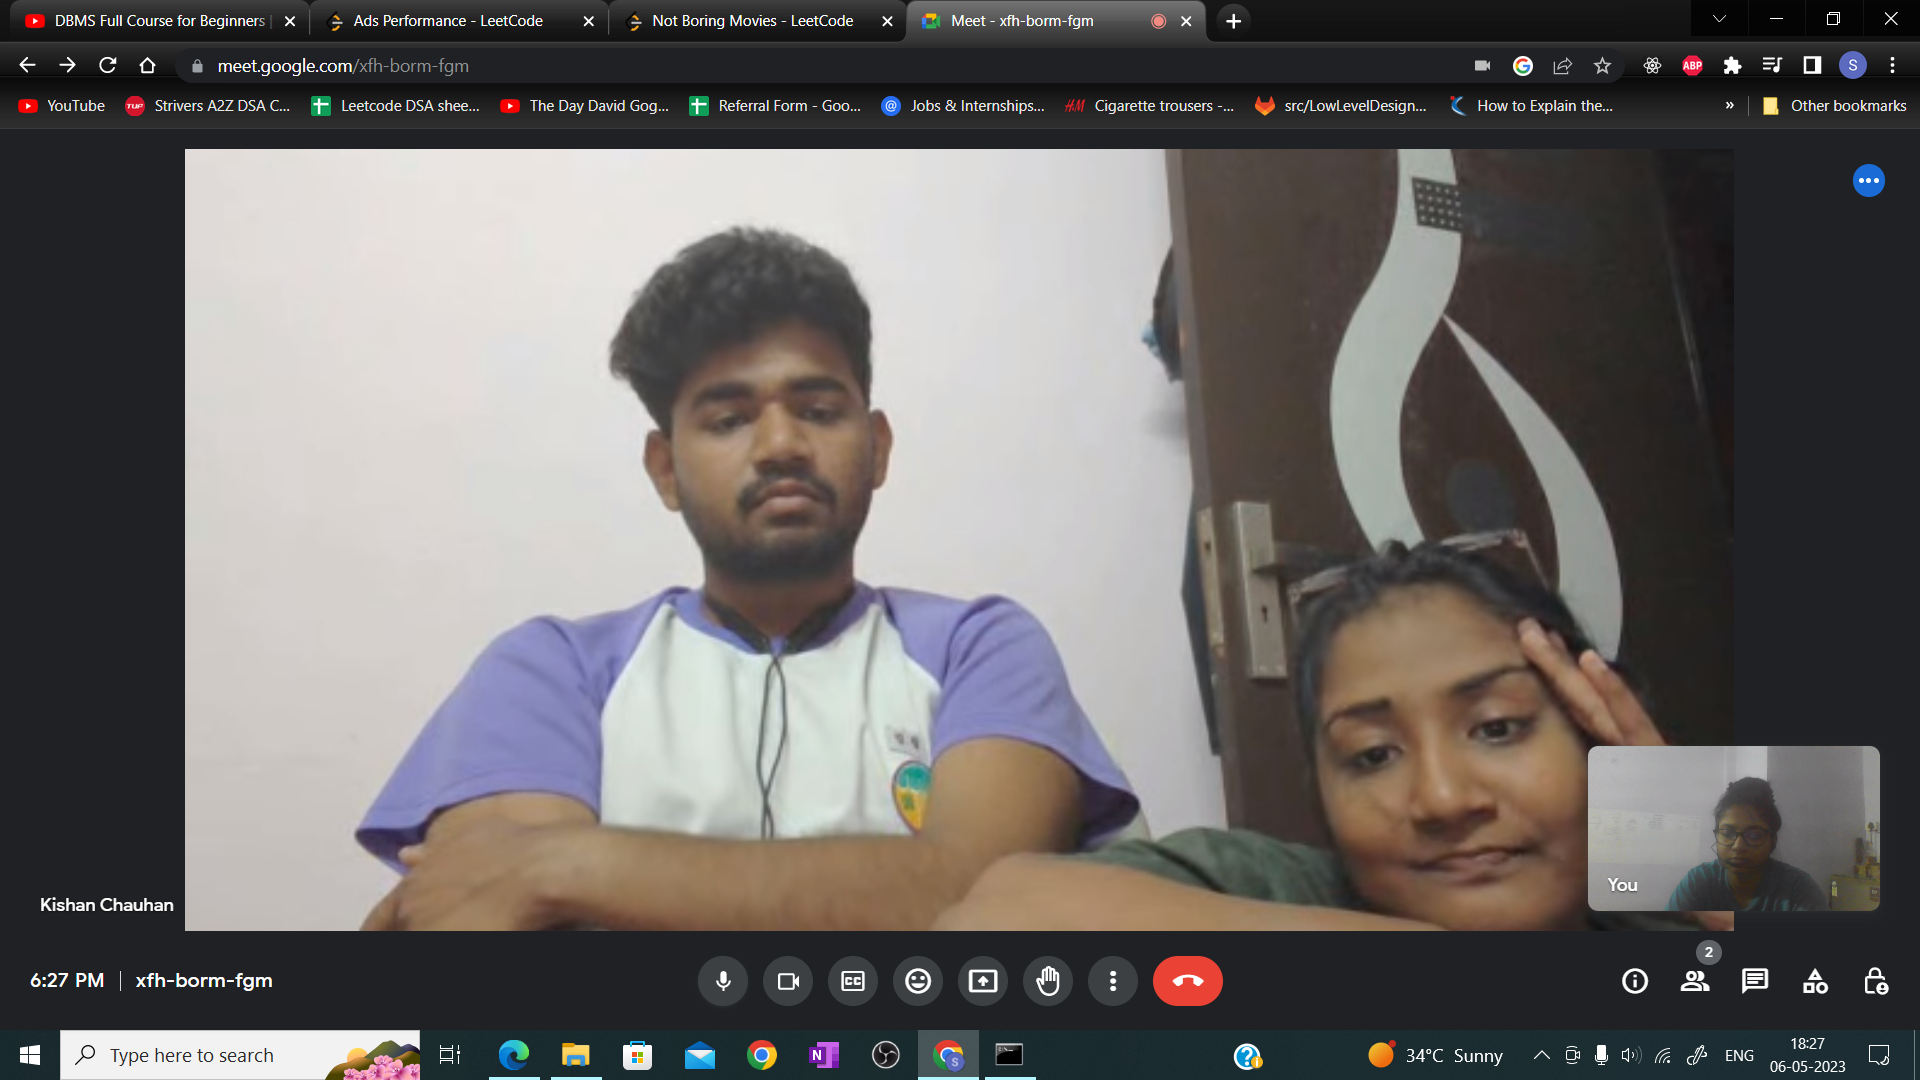 DBMS Full Course for Beginners
Ads Performance - LeetCode
Not Boring Movies - LeetCode
Meet - xfh-borm-fgm
meet.google.com/xfh-borm-fgm
ABP
S
YouTube
TUF
Strivers A2Z DSA C...
Leetcode DSA shee...
The Day David Gog...
Referral Form - Goo...
Jobs & Internships...
H&M
Cigarette trousers -...
src/LowLevelDesign...
How to Explain the...
»
Other bookmarks
You
Kishan Chauhan
2
6:27 PM | xfh-borm-fgm
CC
Type here to search
N
S
34°C Sunny
ENG
18:27
06-05-2023